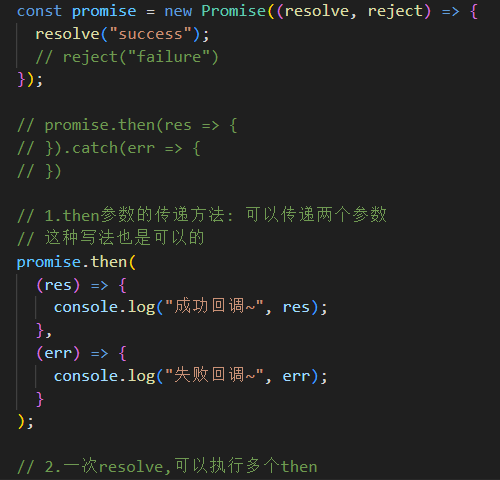 const promise = new Promise((resolve, reject) => {
  resolve("success");
  // reject("failure")
});

// promise.then(res => {
// }).catch(err => {
// })

// 1.then参数的传递方法: 可以传递两个参数
// 这种写法也是可以的
promise.then(
  (res) => {
    console.log("成功回调~", res);
  },
  (err) => {
    console.log("失败回调~", err);
  }
);

// 2.一次resolve,可以执行多个then